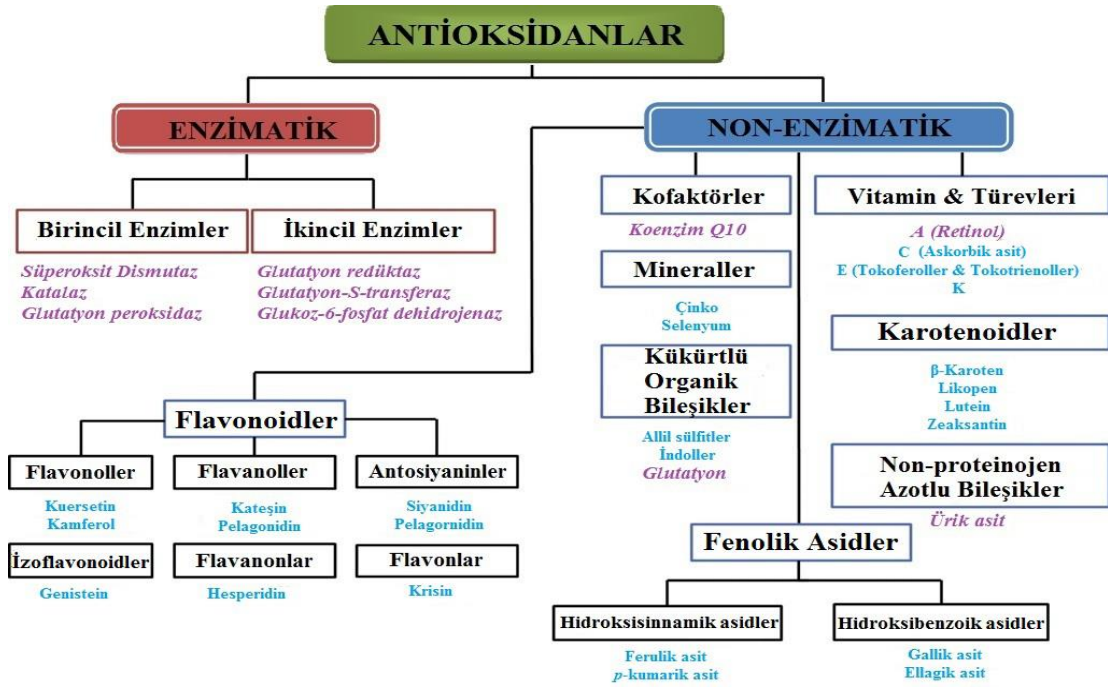 ANTİOKSİDANLAR
ENZİMATİK
NON-ENZİMATİK
Birincil Enzimler
Süperoksit Dismutaz
Katalaz
Glutatyon peroksidaz
İkincil Enzimler
Glutatyon redüktaz
Glutatyon-S-transferaz
Glukoz-6-fosfat dehidrojenaz
Kofaktörler
Koenzim Q10
Mineraller
Çinko
Selenyum
Kükürtlü
Organik
Bileşikler
Allil sülfitler
İndoller
Glutatyon
Vitamin & Türevleri
A (Retinol)
C (Askorbik asit)
E (Tokoferoller & Tokotrienoller)
K
Karotenoidler
β-Karoten
Likopen
Lutein
Zeaksantin
Non-proteinojen
Azotlu Bileşikler
Ürik asit
Flavonoidler
Flavonoller
Kuersetin
Kamferol
Flavanoller
Kateşin
Pelagonidin
Antosiyaninler
Siyanidin
Pelagornidin
İzoflavonoidler
Genistein
Flavanonlar
Hesperidin
Flavonlar
Krisin
Fenolik Asidler
Hidroksisinnamik asidler
Ferulik asit
p-kumarik asit
Hidroksibenzoik asidler
Gallik asit
Ellagik asit